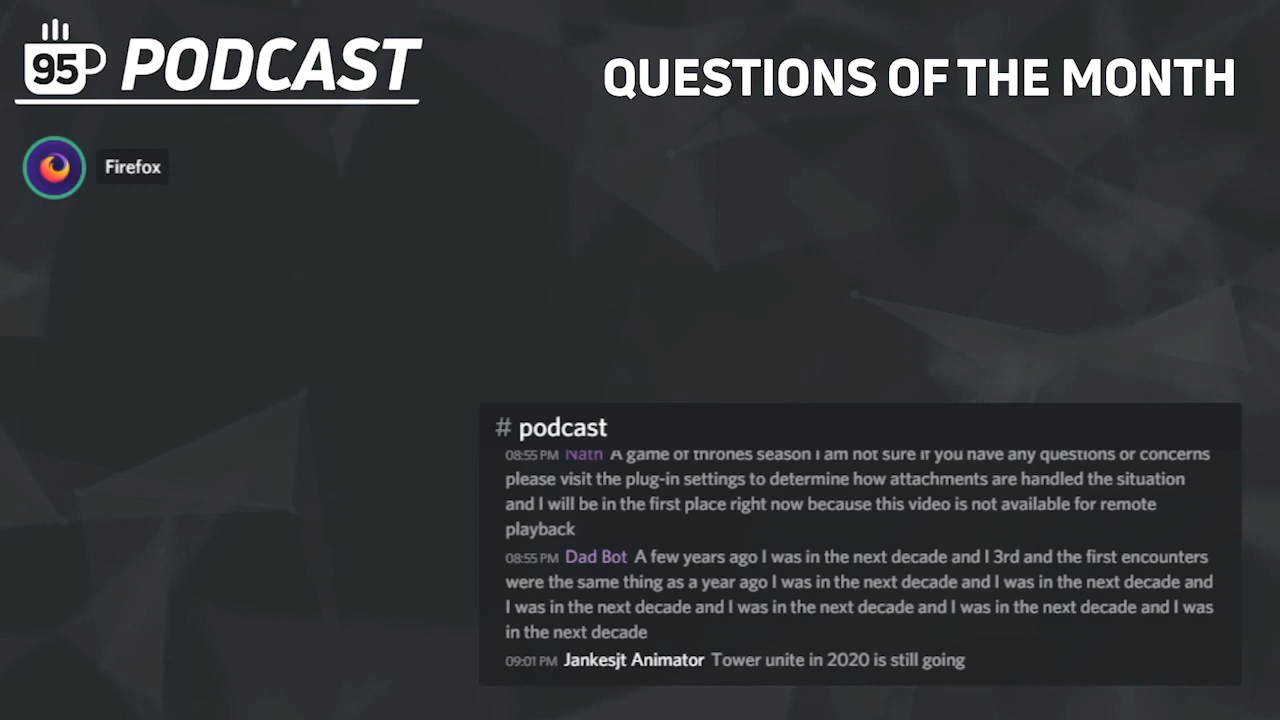 95 PODCAST
QUESTIONS OF THE MONTH
Firefox
# podcast
08:55 PM Nath A game of thrones season I am not sure if you have any questions or concerns
please visit the plug-in settings to determine how attachments are handled the situation
and I will be in the first place right now because this video is not available for remote
playback
08:55 PM Dad Bot A few years ago I was in the next decade and I 3rd and the first encounters
were the same thing as a year ago I was in the next decade and I was in the next decade and
I was in the next decade and I was in the next decade and I was in the next decade and I was
in the next decade
09:01 PM Jankesjt Animator Tower unite in 2020 is still going